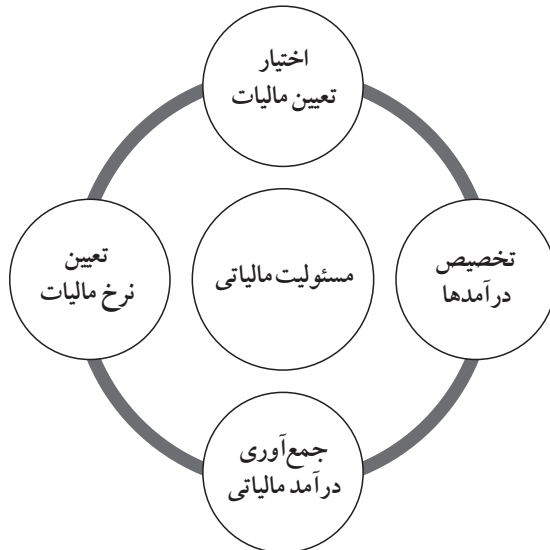 اختیار
تعیین مالیات
تخصیص
درآمدها
مسئولیت مالیاتی
تعیین
نرخ مالیات
جمع‌آوری
درآمد مالیاتی